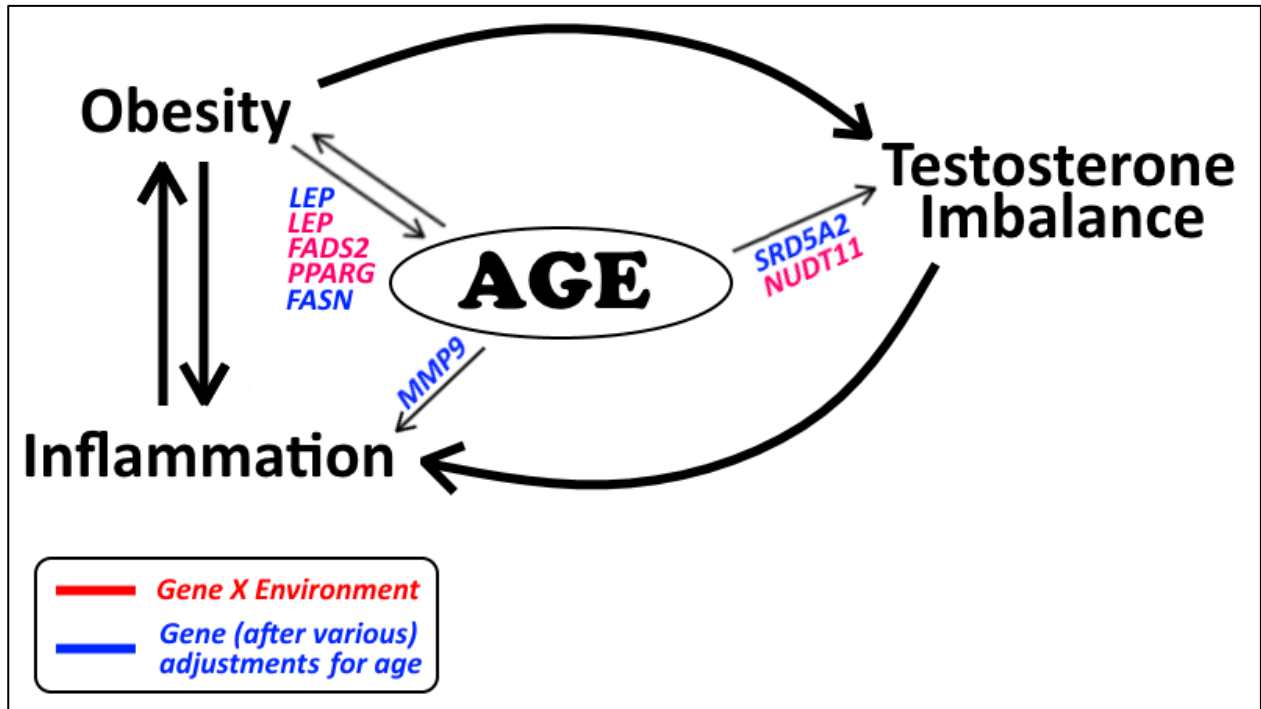 Obesity
Testosterone
Imbalance
LEP
LEP
FADS2
PPARG
FASN
AGE
SRD5A2
NUDT11
MMP9
Inflammation
Gene X Environment
Gene (after various)
adjustments for age